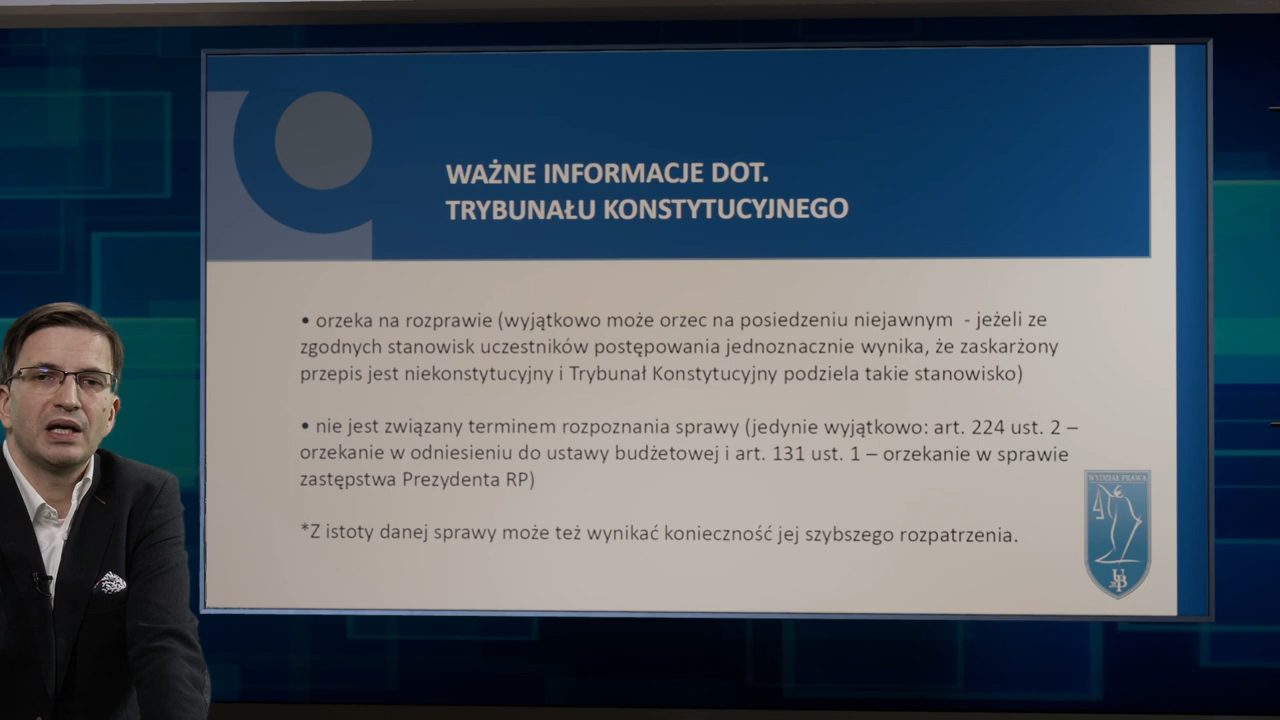 WAŻNE INFORMACJE DOT.
TRYBUNAŁU KONSTYTUCYJNEGO
• orzeka na rozprawie (wyjątkowo może orzec na posiedzeniu niejawnym - jeżeli ze
zgodnych stanowisk uczestników postępowania jednoznacznie wynika, że zaskarżony
przepis jest niekonstytucyjny i Trybunał Konstytucyjny podziela takie stanowisko)
• nie jest związany terminem rozpoznania sprawy (jedynie wyjątkowo: art. 224 ust. 2 –
orzekanie w odniesieniu do ustawy budżetowej i art. 131 ust. 1 – orzekanie w sprawie
zastępstwa Prezydenta RP)
*Z istoty danej sprawy może też wynikać konieczność jej szybszego rozpatrzenia.
WYDZIAŁ PRAWA
UwB